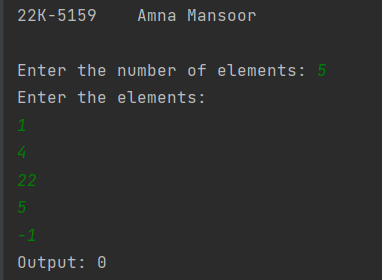 22K-5159    Amna Mansoor
Enter the number of elements: 5
Enter the elements:
1
4
22
5
-1
Output: 0